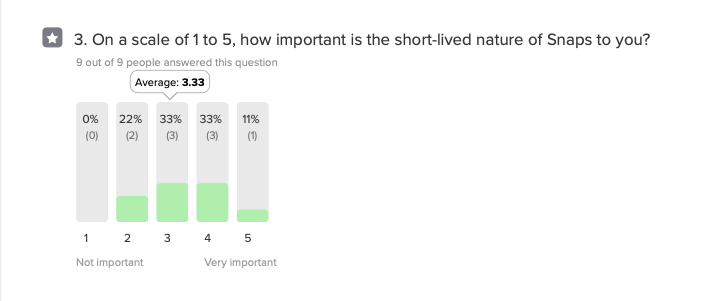 3. On a scale of 1 to 5, how important is the short-lived nature of Snaps to you?
9 out of 9 people answered this question
Average: 3.33
0% 22% 33% 33% 11%
(0) (2) (3) (3) (1)
1 2 3 4 5
Not important Very important